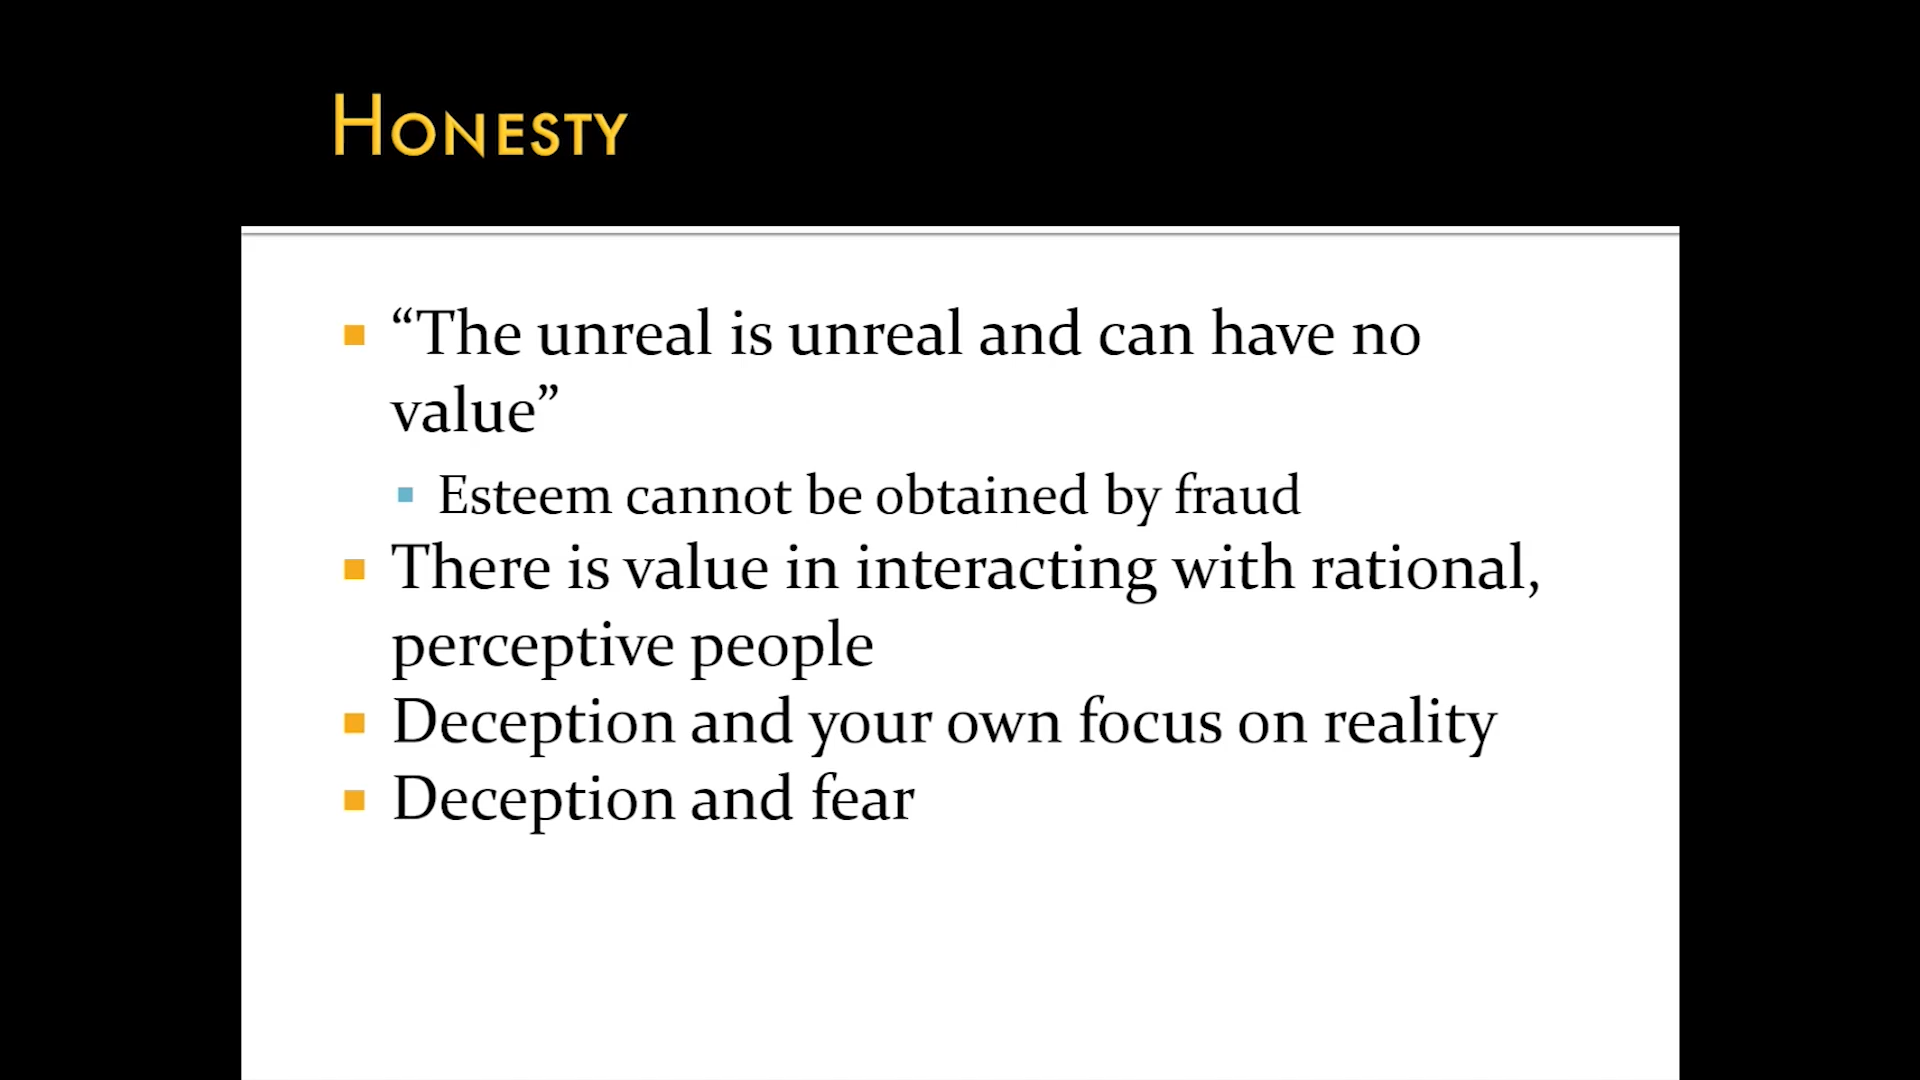 Honesty
“The unreal is unreal and can have no
value”
Esteem cannot be obtained by fraud
There is value in interacting with rational,
perceptive people
Deception and your own focus on reality
Deception and fear